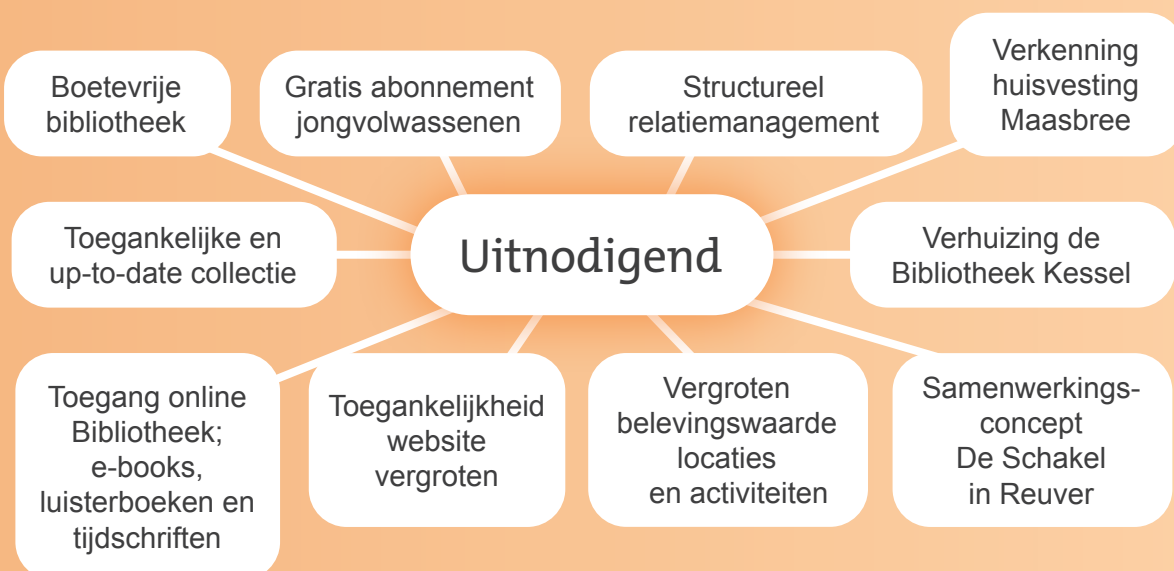 Boetevrije
bibliotheek
Gratis abonnement
jongvolwassenen
Structureel
relatiemanagement
Verkenning
huisvesting
Maasbree
Toegankelijke en
up-to-date collectie
Uitnodigend
Verhuizing de
Bibliotheek Kessel
Toegang online
Bibliotheek;
e-books,
luisterboeken en
tijdschriften
Toegankelijkheid
website
vergroten
Vergroten
belevingswaarde
locaties
en activiteiten
Samenwerkings-
concept
De Schakel
in Reuver